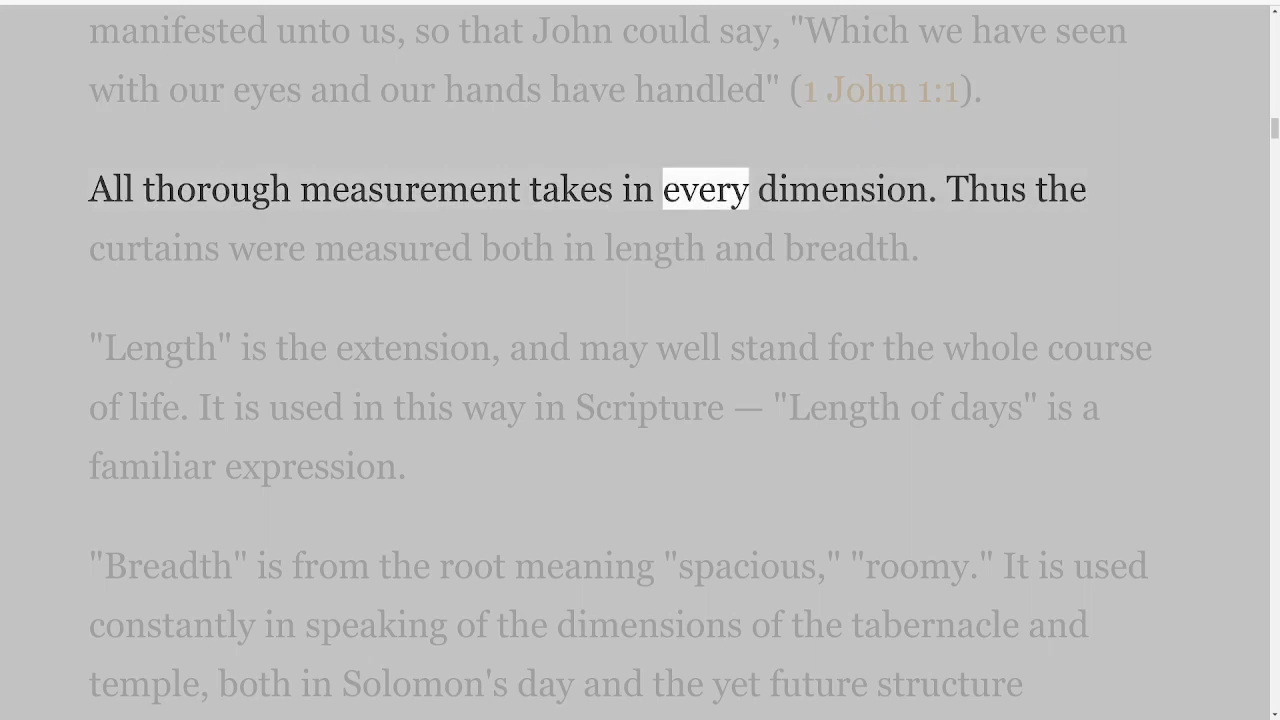 manifested unto us, so that John could say, "Which we have seen
with our eyes and our hands have handled" (1 John 1:1).
All thorough measurement takes in every dimension. Thus the
curtains were measured both in length and breadth.
"Length" is the extension, and may well stand for the whole course
of life. It is used in this way in Scripture — "Length of days" is a
familiar expression.
"Breadth" is from the root meaning "spacious," "roomy." It is used
constantly in speaking of the dimensions of the tabernacle and
temple, both in Solomon's day and the yet future structure